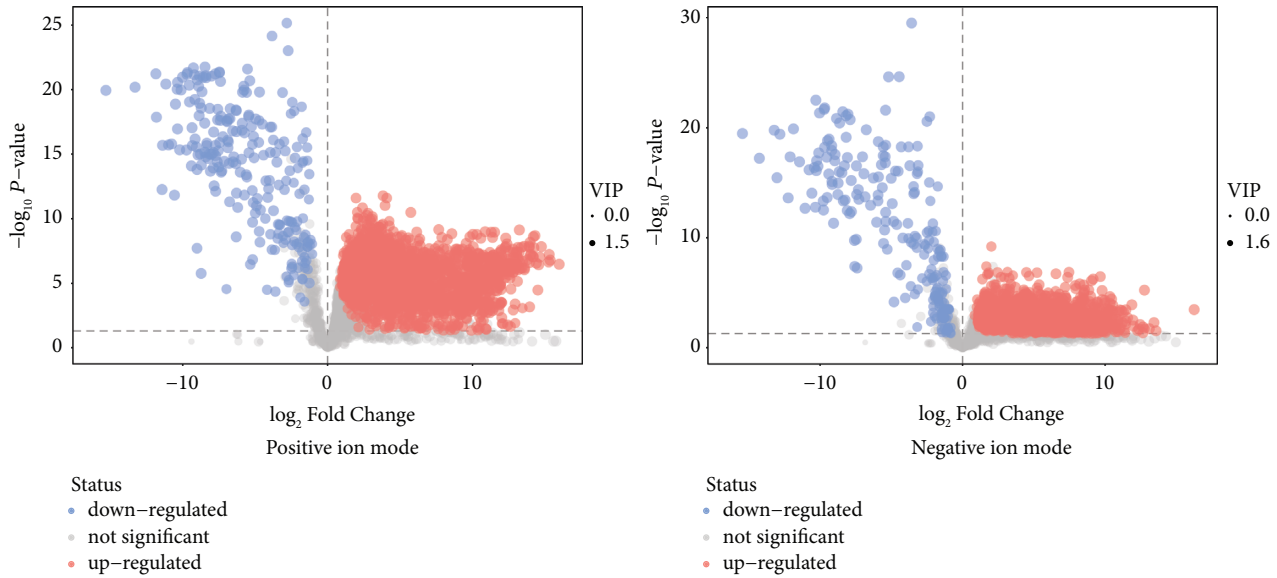 25
20
15
10
5
0
−log₁₀ P−value
−10
0
10
log₂ Fold Change
Positive ion mode
VIP
0.0
1.5
Status
down−regulated
not significant
up−regulated
30
20
10
0
−log₁₀ P−value
−10
0
10
log₂ Fold Change
Negative ion mode
VIP
0.0
1.6
Status
down−regulated
not significant
up−regulated